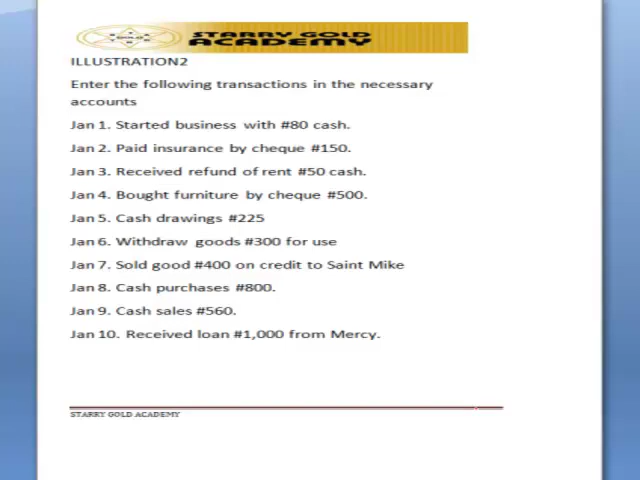 STARRY GOLD
ACADEMY
ILLUSTRATION2
Enter the following transactions in the necessary
accounts
Jan 1. Started business with #80 cash.
Jan 2. Paid insurance by cheque #150.
Jan 3. Received refund of rent #50 cash.
Jan 4. Bought furniture by cheque #500.
Jan 5. Cash drawings #225
Jan 6. Withdraw goods #300 for use
Jan 7. Sold good #400 on credit to Saint Mike
Jan 8. Cash purchases #800.
Jan 9. Cash sales #560.
Jan 10. Received loan #1,000 from Mercy.
STARRY GOLD ACADEMY